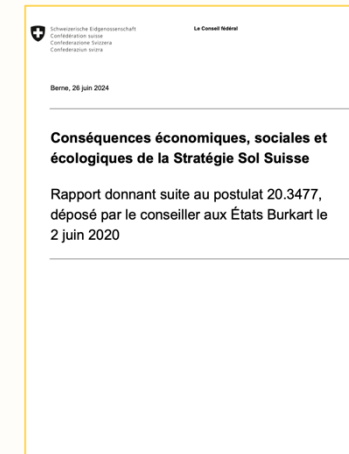 Schweizerische Eidgenossenschaft
Confédération suisse
Confederazione Svizzera
Confederaziun svizra
Le Conseil fédéral
Berne, 26 juin 2024
Conséquences économiques, sociales et
écologiques de la Stratégie Sol Suisse
Rapport donnant suite au postulat 20.3477,
déposé par le conseiller aux États Burkart le
2 juin 2020